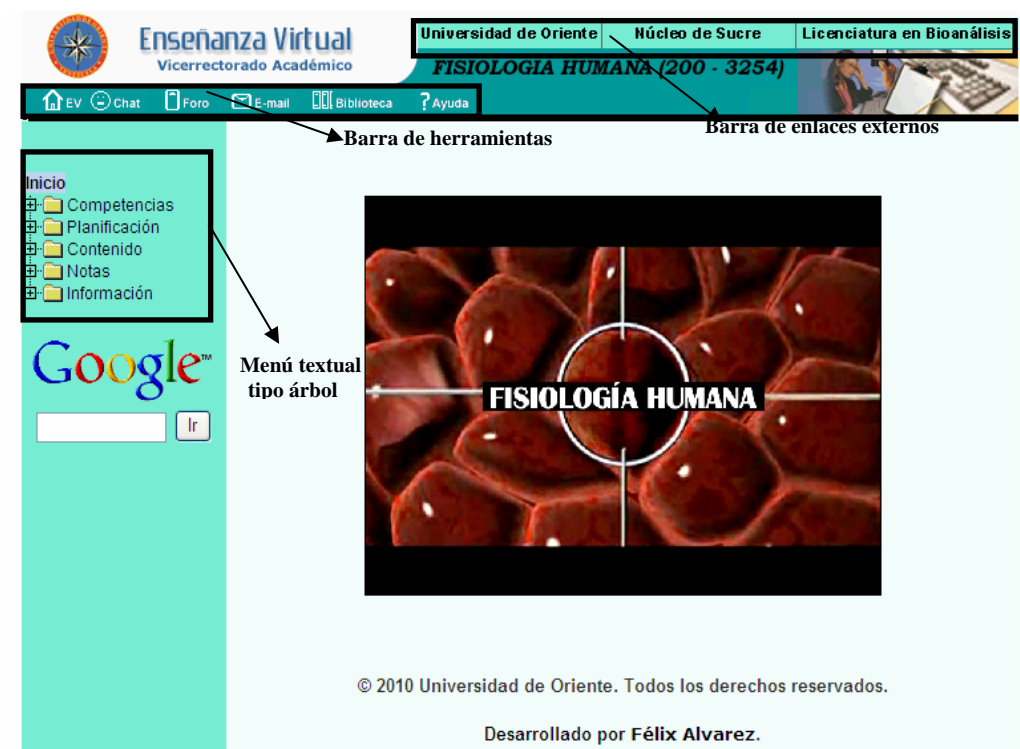 Enseñanza Virtual
Vicerrectorado Académico
Universidad de Oriente
Núcleo de Sucre
Licenciatura en Bioanálisis
FISIOLOGIA HUMANA (200 - 3254)
EV Chat Foro E-mail Biblioteca ? Ayuda
Barra de herramientas
Barra de enlaces externos
Inicio
Competencias
Planificación
Contenido
Notas
Información
Google™
Ir
Menú textual
tipo árbol
FISIOLOGÍA HUMANA
© 2010 Universidad de Oriente. Todos los derechos reservados.
Desarrollado por Félix Alvarez.